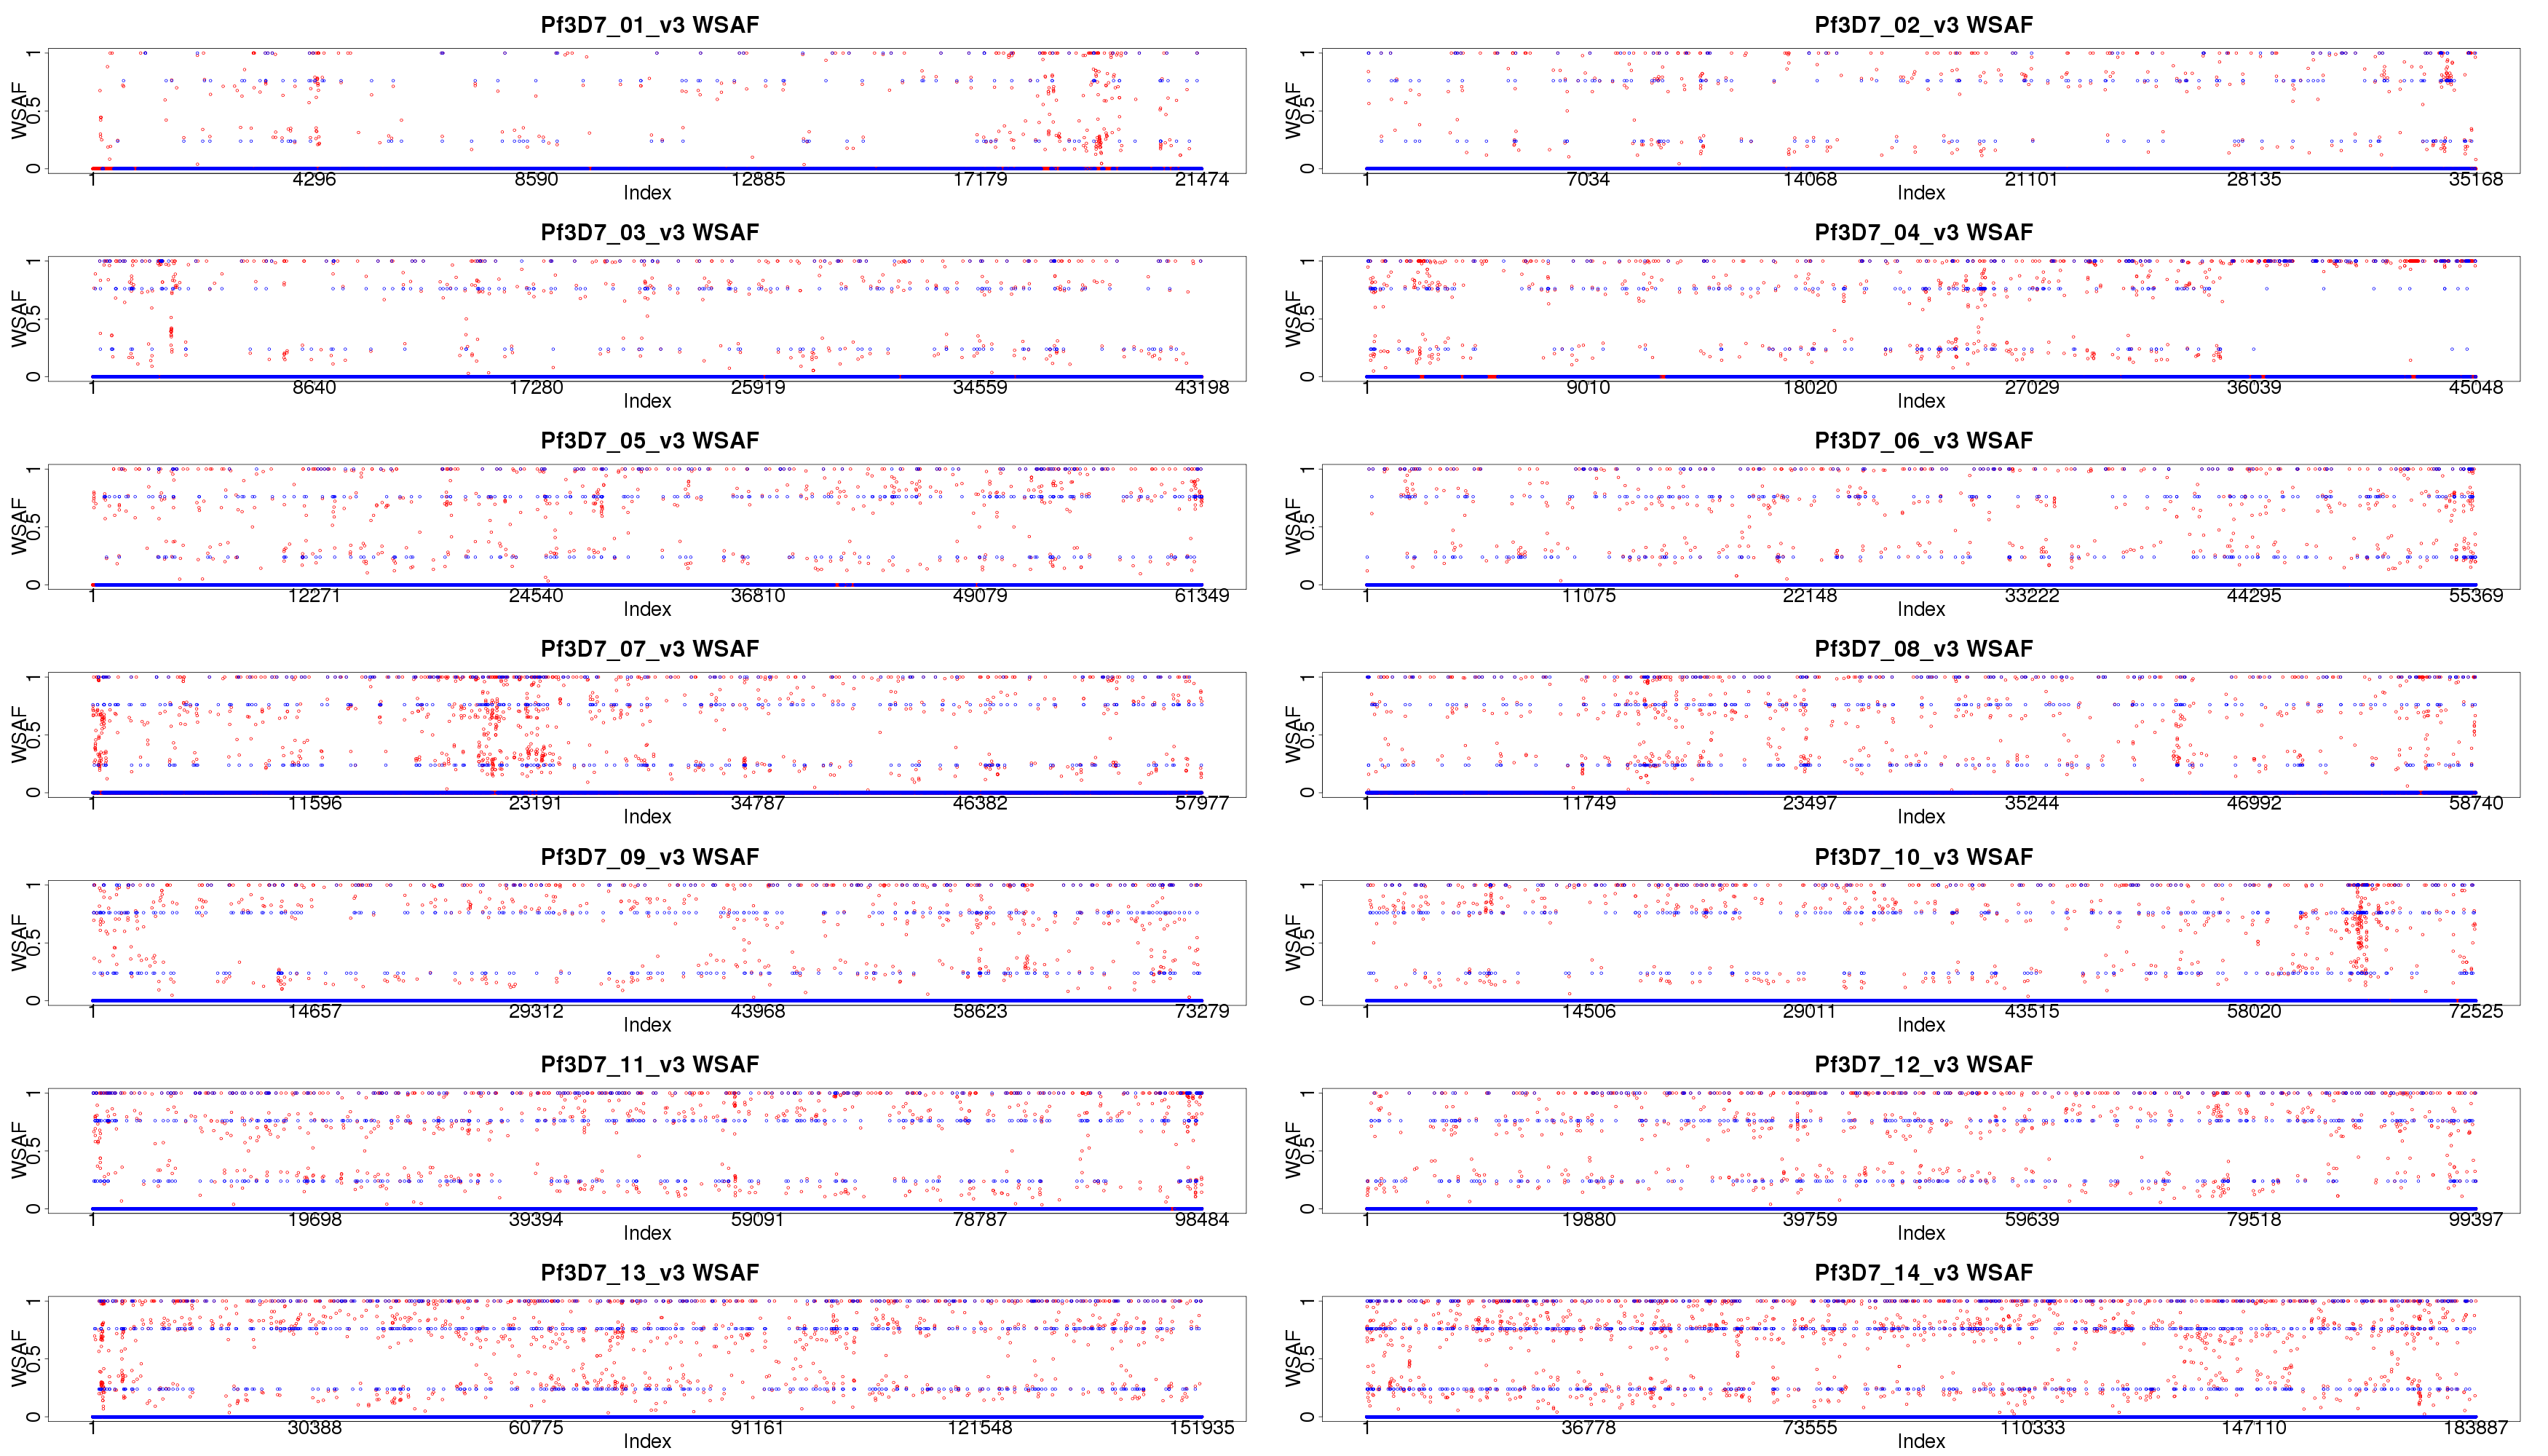 Pf3D7_01_v3 WSAF
WSAF
1
0.5
0
1 4296 8590 12885 17179 21474
Index
Pf3D7_02_v3 WSAF
WSAF
1
0.5
0
1 7034 14068 21101 28135 35168
Index
Pf3D7_03_v3 WSAF
WSAF
1
0.5
0
1 8640 17280 25919 34559 43198
Index
Pf3D7_04_v3 WSAF
WSAF
1
0.5
0
1 9010 18020 27029 36039 45048
Index
Pf3D7_05_v3 WSAF
WSAF
1
0.5
0
1 12271 24540 36810 49079 61349
Index
Pf3D7_06_v3 WSAF
WSAF
1
0.5
0
1 11075 22148 33222 44295 55369
Index
Pf3D7_07_v3 WSAF
WSAF
1
0.5
0
1 11596 23191 34787 46382 57977
Index
Pf3D7_08_v3 WSAF
WSAF
1
0.5
0
1 11749 23497 35244 46992 58740
Index
Pf3D7_09_v3 WSAF
WSAF
1
0.5
0
1 14657 29312 43968 58623 73279
Index
Pf3D7_10_v3 WSAF
WSAF
1
0.5
0
1 14506 29011 43515 58020 72525
Index
Pf3D7_11_v3 WSAF
WSAF
1
0.5
0
1 19698 39394 59091 78787 98484
Index
Pf3D7_12_v3 WSAF
WSAF
1
0.5
0
1 19880 39759 59639 79518 99397
Index
Pf3D7_13_v3 WSAF
WSAF
1
0.5
0
1 30388 60775 91161 121548 151935
Index
Pf3D7_14_v3 WSAF
WSAF
1
0.5
0
1 36778 73555 110333 147110 183887
Index